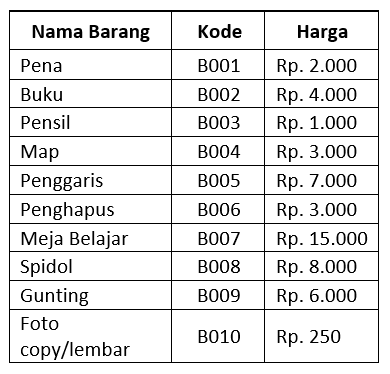 Nama Barang Kode Harga
Pena B001 Rp. 2.000
Buku B002 Rp. 4.000
Pensil B003 Rp. 1.000
Map B004 Rp. 3.000
Penggaris B005 Rp. 7.000
Penghapus B006 Rp. 3.000
Meja Belajar B007 Rp. 15.000
Spidol B008 Rp. 8.000
Gunting B009 Rp. 6.000
Foto
copy/lembar B010 Rp. 250